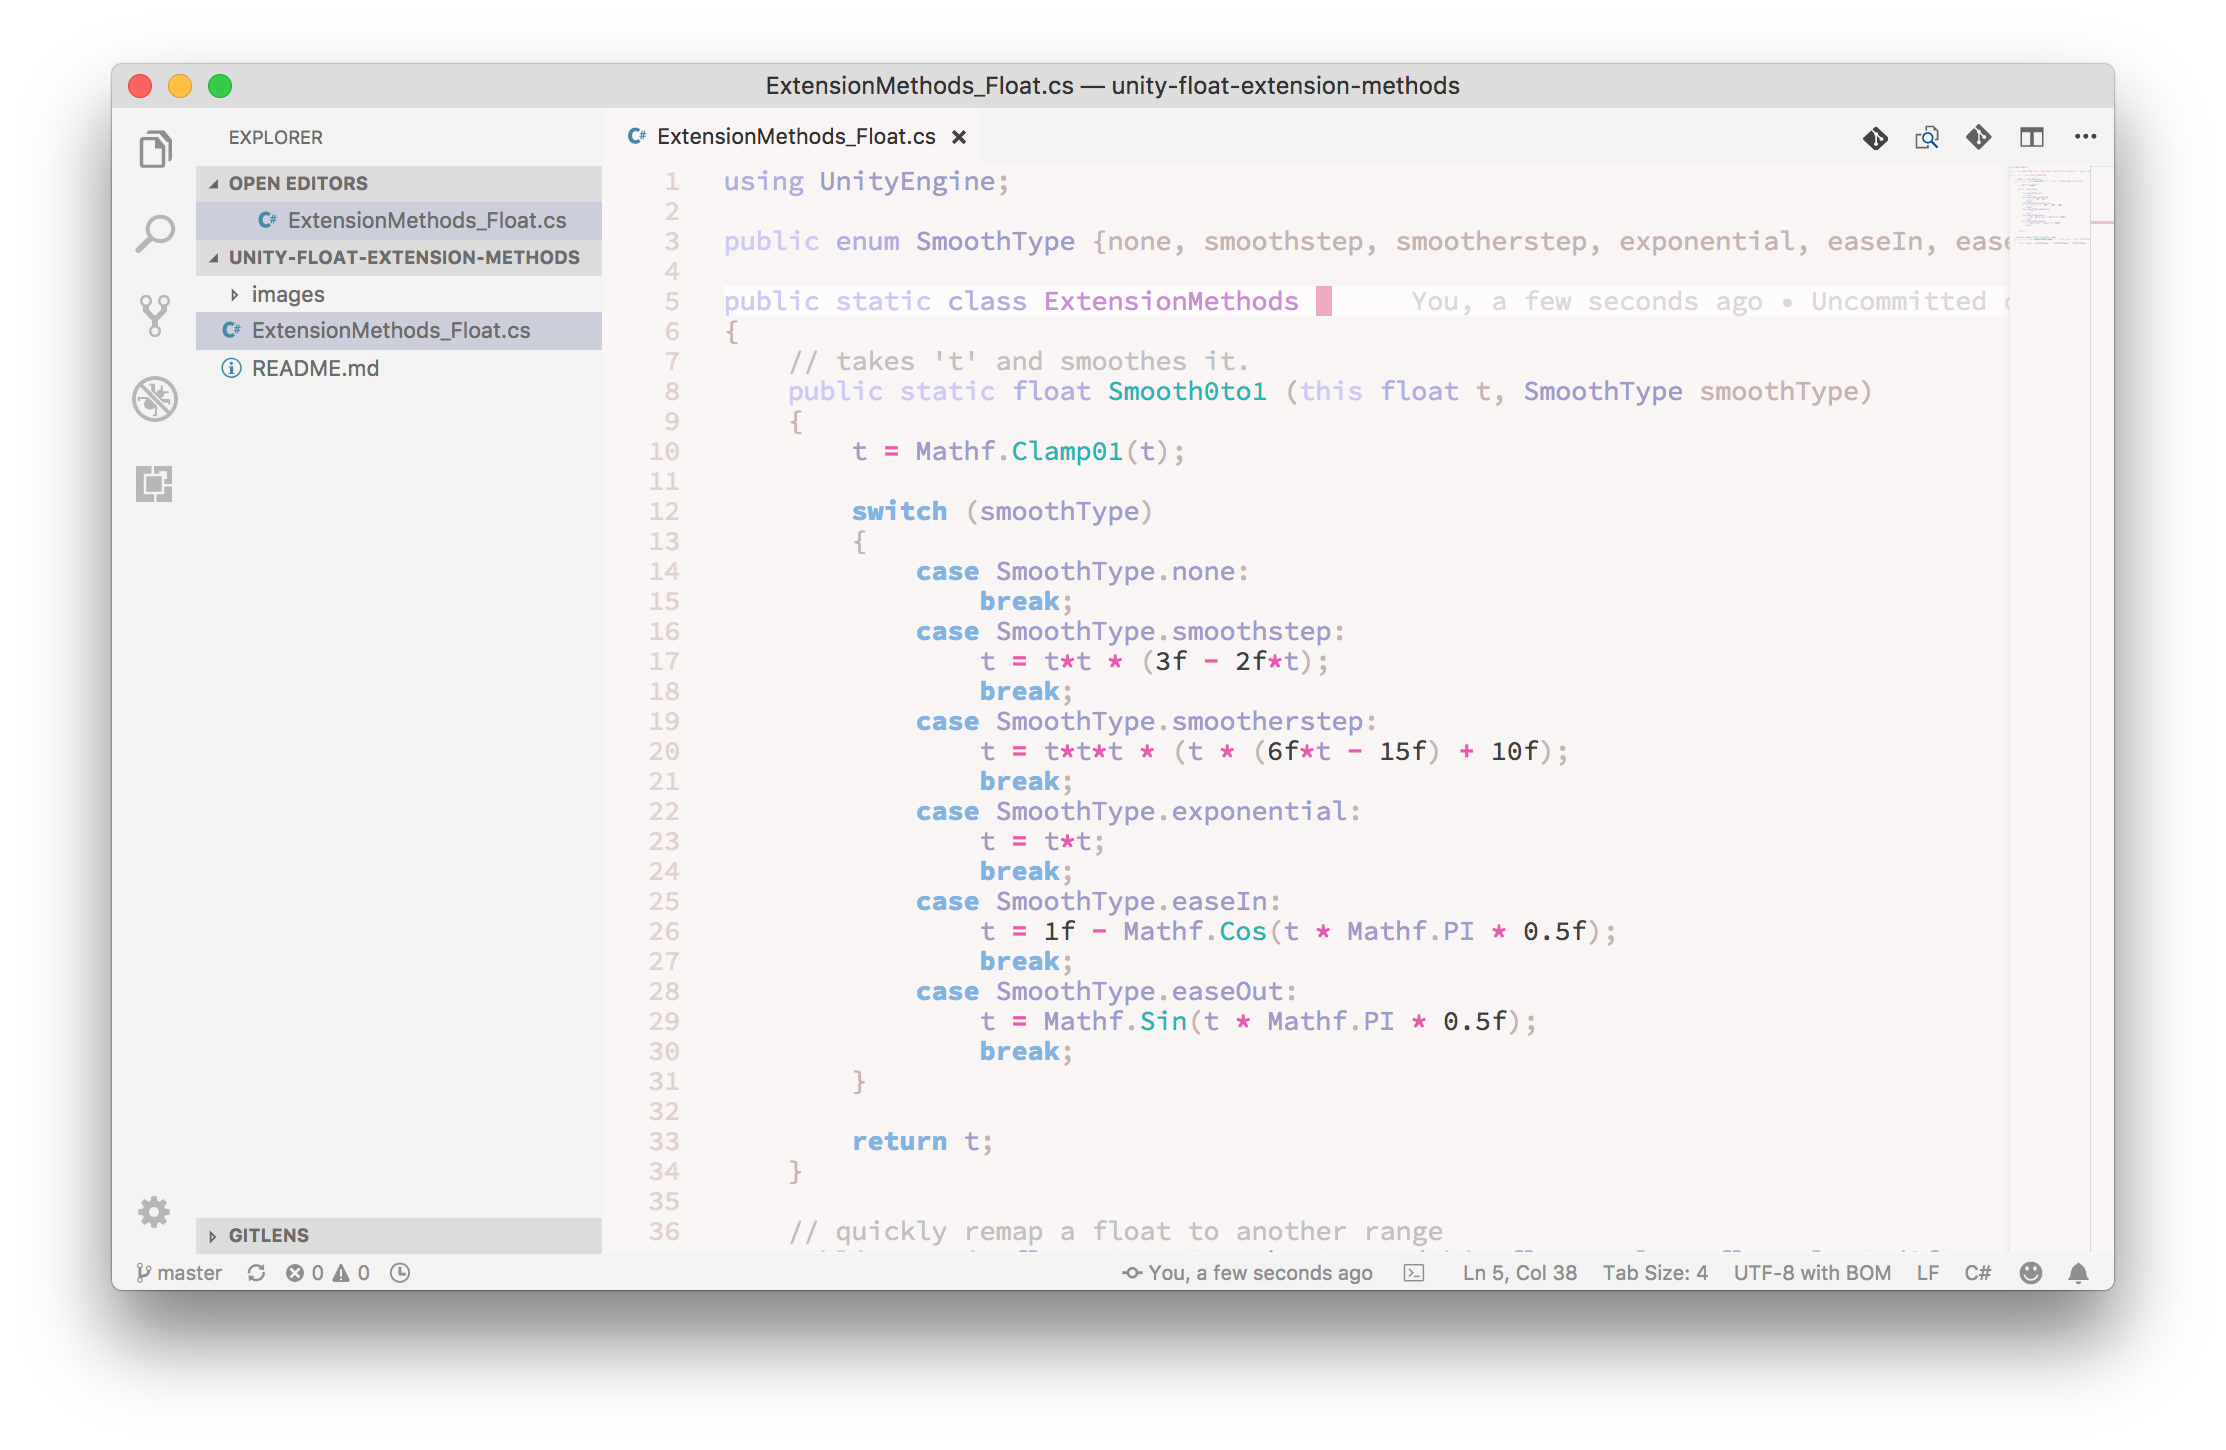 ExtensionMethods_Float.cs — unity-float-extension-methods
EXPLORER
OPEN EDITORS
C# ExtensionMethods_Float.cs
UNITY-FLOAT-EXTENSION-METHODS
images
C# ExtensionMethods_Float.cs
README.md
GITLENS
C# ExtensionMethods_Float.cs ×
1 using UnityEngine;
2
3 public enum SmoothType {none, smoothstep, smootherstep, exponential, easeIn, ease
4
5 public static class ExtensionMethods You, a few seconds ago • Uncommitted
6 {
7 // takes 't' and smoothes it.
8 public static float Smooth0to1 (this float t, SmoothType smoothType)
9 {
10 t = Mathf.Clamp01(t);
11
12 switch (smoothType)
13 {
14 case SmoothType.none:
15 break;
16 case SmoothType.smoothstep:
17 t = t*t * (3f - 2f*t);
18 break;
19 case SmoothType.smootherstep:
20 t = t*t*t * (t * (6f*t - 15f) + 10f);
21 break;
22 case SmoothType.exponential:
23 t = t*t;
24 break;
25 case SmoothType.easeIn:
26 t = 1f - Mathf.Cos(t * Mathf.PI * 0.5f);
27 break;
28 case SmoothType.easeOut:
29 t = Mathf.Sin(t * Mathf.PI * 0.5f);
30 break;
31 }
32
33 return t;
34 }
35
36 // quickly remap a float to another range
master 0 0 You, a few seconds ago Ln 5, Col 38 Tab Size: 4 UTF-8 with BOM LF C#